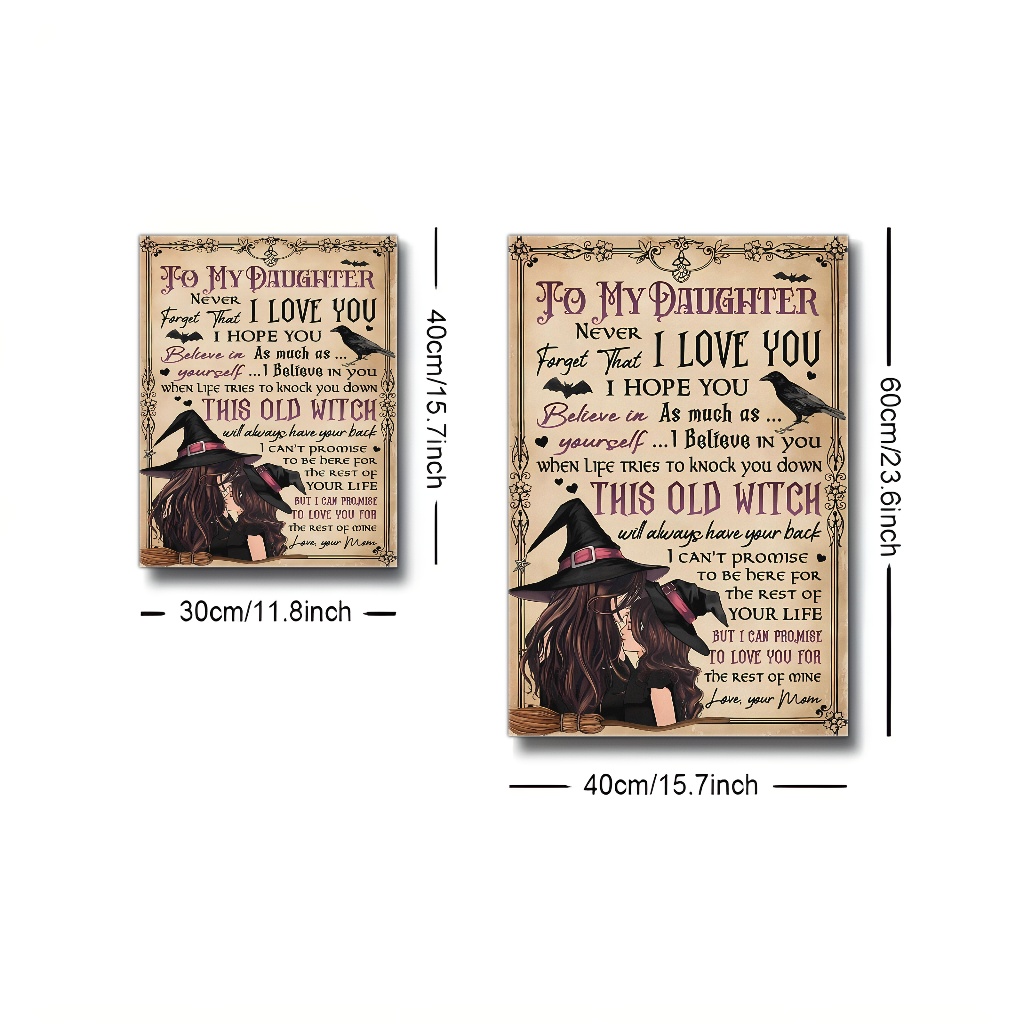 To My Daughter
Never
Forget That I LOVE YOU
I HOPE YOU
Believe in As much as ...
yourself ...I Believe IN you
when Life tries to knock you down
THIS OLD WITCH
will always have your back
I can't promise
to be here for
the rest of
your life
But I can promise
to love you for
the rest of mine
Love, your Mom
40cm/15.7inch
30cm/11.8inch
To My Daughter
Never
Forget That I LOVE YOU
I HOPE YOU
Believe in As much as ...
yourself ...I Believe IN you
when Life tries to knock you down
THIS OLD WITCH
will always have your back
I can't promise
to be here for
the rest of
your life
But I can promise
to love you for
the rest of mine
Love, your Mom
60cm/23.6inch
40cm/15.7inch